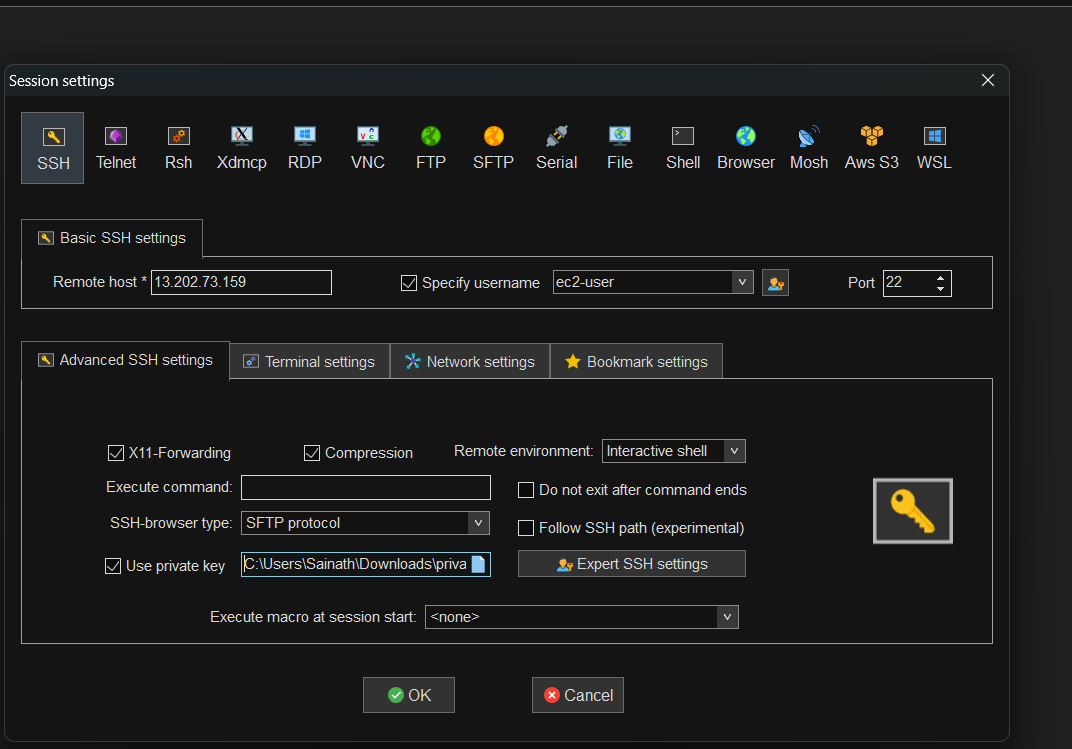 Session settings
SSH Telnet Rsh Xdmcp RDP VNC FTP SFTP Serial File Shell Browser Mosh Aws S3 WSL
Basic SSH settings
Remote host * 13.202.73.159 Specify username ec2-user Port 22
Advanced SSH settings Terminal settings Network settings Bookmark settings
X11-Forwarding Compression Remote environment: Interactive shell
Execute command: Do not exit after command ends
SSH-browser type: SFTP protocol Follow SSH path (experimental)
Use private key C:\Users\Sainath\Downloads\priva Expert SSH settings
Execute macro at session start: <none>
OK Cancel